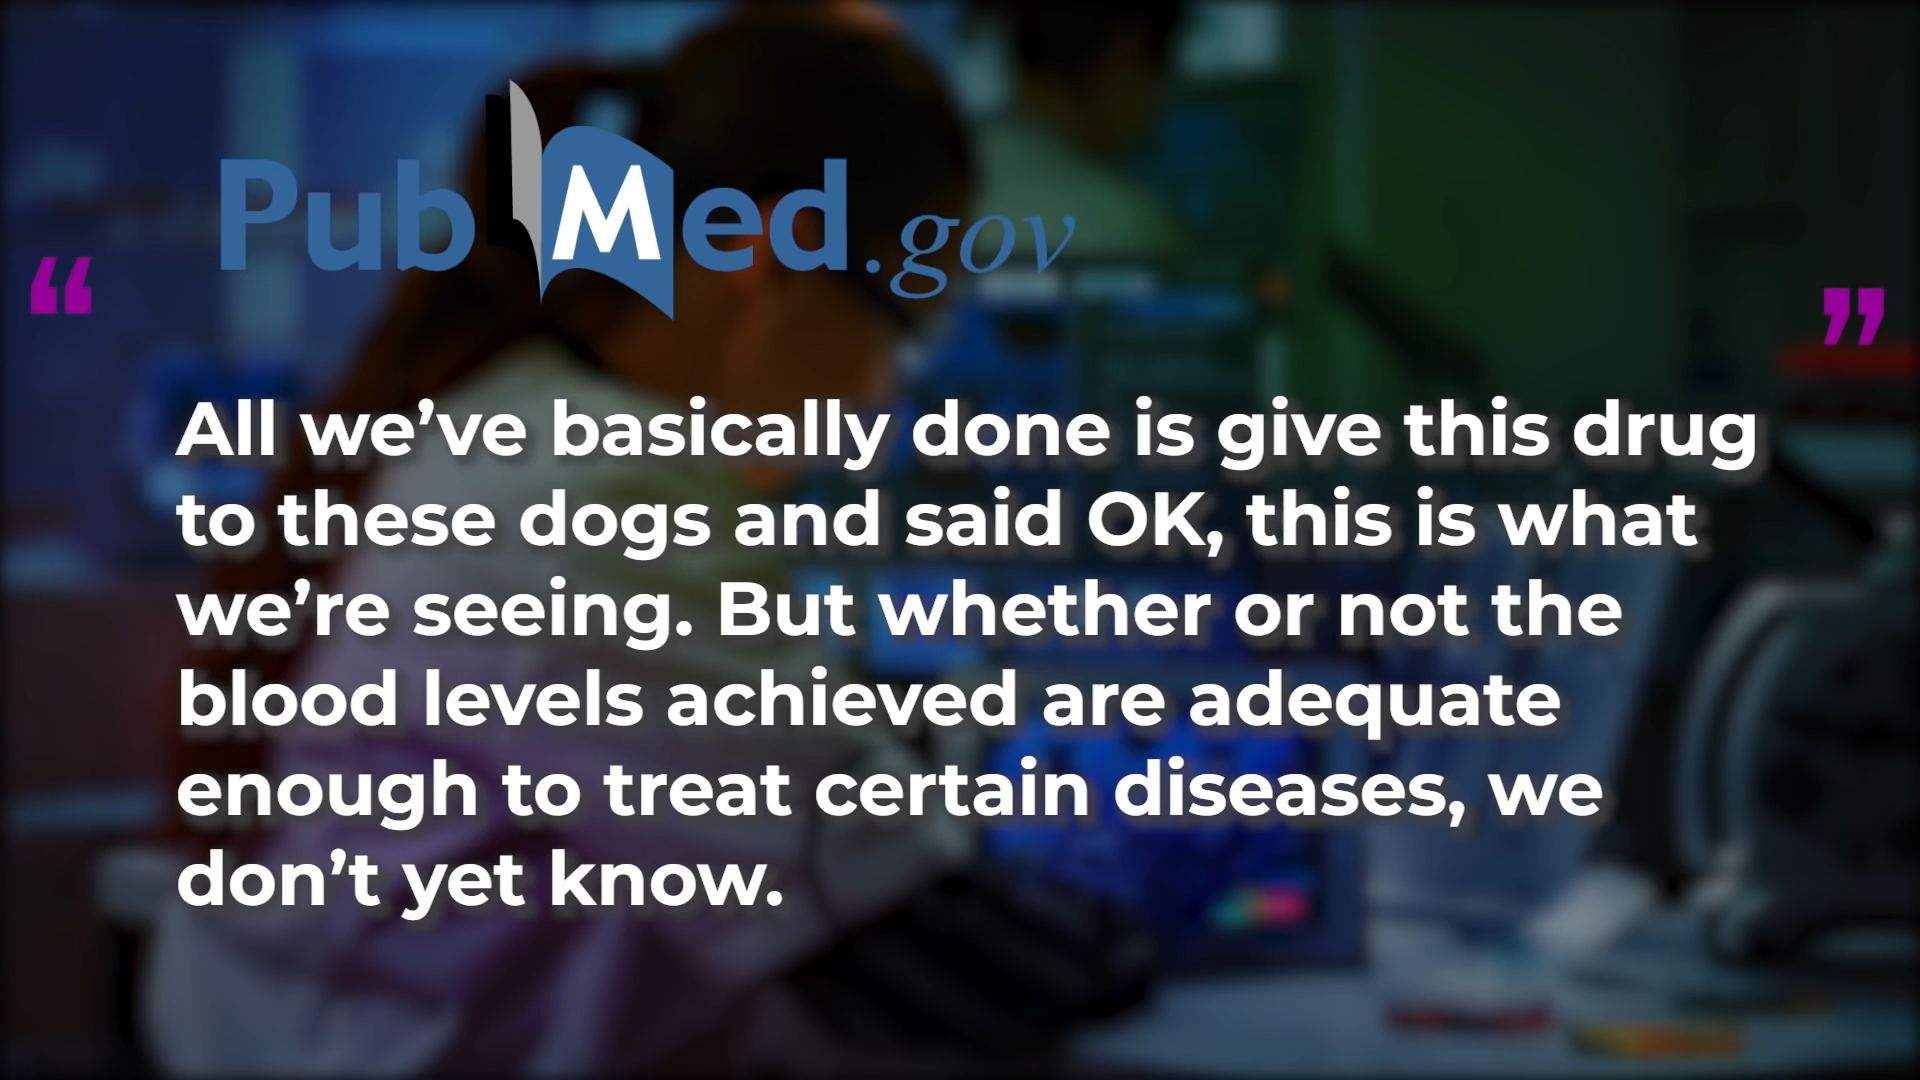 PubMed.gov
“ ”
All we’ve basically done is give this drug
to these dogs and said OK, this is what
we’re seeing. But whether or not the
blood levels achieved are adequate
enough to treat certain diseases, we
don’t yet know.